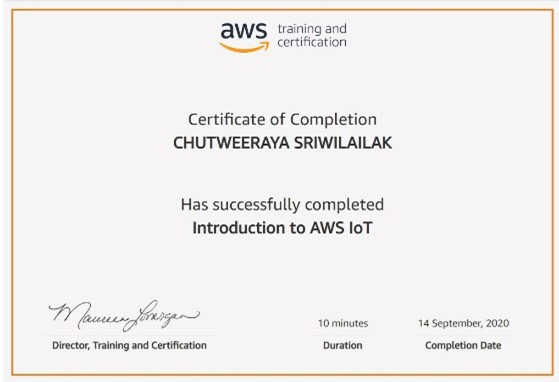 aws training and
certification
Certificate of Completion
CHUTWEERAYA SRIWILAILAK
Has successfully completed
Introduction to AWS IoT
Maureen Lonergan
Director, Training and Certification
10 minutes
Duration
14 September, 2020
Completion Date